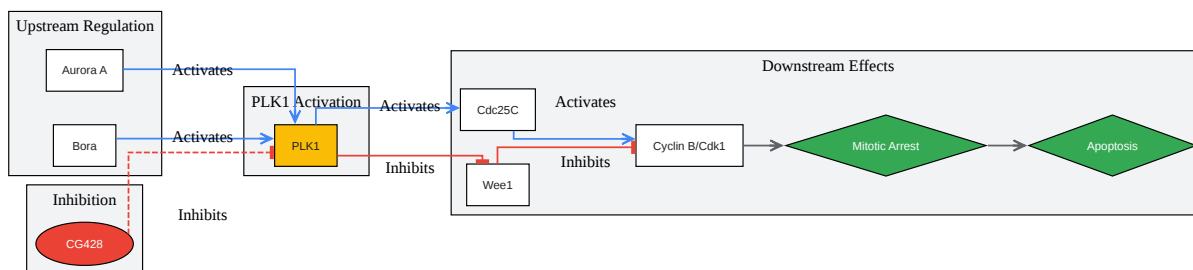 Upstream Regulation
Aurora A
Activates
Bora
Activates
Inhibition
CG428
Inhibits
PLK1 Activation
PLK1
Activates
Inhibits
Downstream Effects
Cdc25C
Activates
Wee1
Inhibits
Cyclin B/Cdk1
Mitotic Arrest
Apoptosis